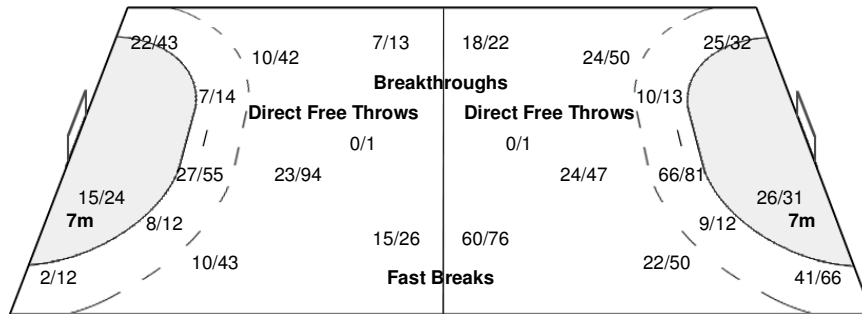 22/43 10/42 7/13 18/22 24/50 25/32
Breakthroughs
7/14 10/13
Direct Free Throws Direct Free Throws
0/1 0/1
27/55 23/94 24/47 66/81
15/24 26/31
7m 8/12 9/12 7m
15/26 60/76
10/43 22/50
2/12 Fast Breaks 41/66